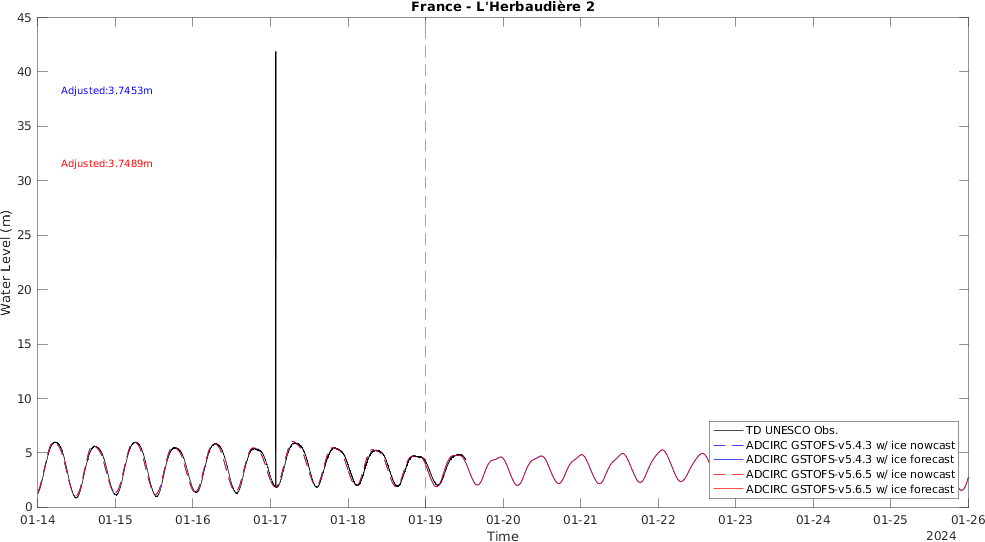 France - L'Herbaudière 2
45
40
35
30
25
20
15
10
5
0
Water Level (m)
Adjusted:3.7453m
Adjusted:3.7489m
TD UNESCO Obs.
ADCIRC GSTOFS-v5.4.3 w/ ice nowcast
ADCIRC GSTOFS-v5.4.3 w/ ice forecast
ADCIRC GSTOFS-v5.6.5 w/ ice nowcast
ADCIRC GSTOFS-v5.6.5 w/ ice forecast
01-14 01-15 01-16 01-17 01-18 01-19 01-20 01-21 01-22 01-23 01-24 01-25 01-26
Time
2024